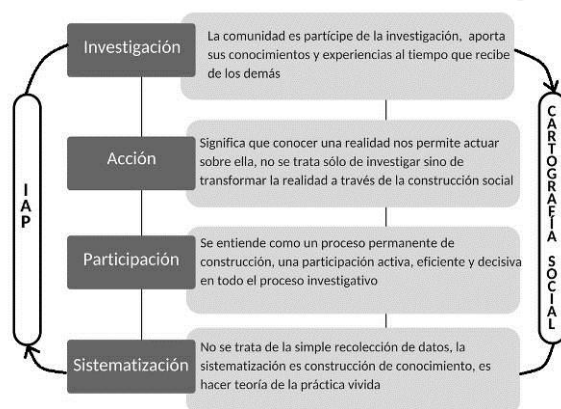 Investigación
La comunidad es partícipe de la investigación, aporta
sus conocimientos y experiencias al tiempo que recibe
de los demás
Acción
Significa que conocer una realidad nos permite actuar
sobre ella, no se trata sólo de investigar sino de
transformar la realidad a través de la construcción social
Participación
Se entiende como un proceso permanente de
construcción, una participación activa, eficiente y decisiva
en todo el proceso investigativo
Sistematización
No se trata de la simple recolección de datos, la
sistematización es construcción de conocimiento, es
hacer teoría de la práctica vivida
IAP
CARTOGRAFÍA SOCIAL